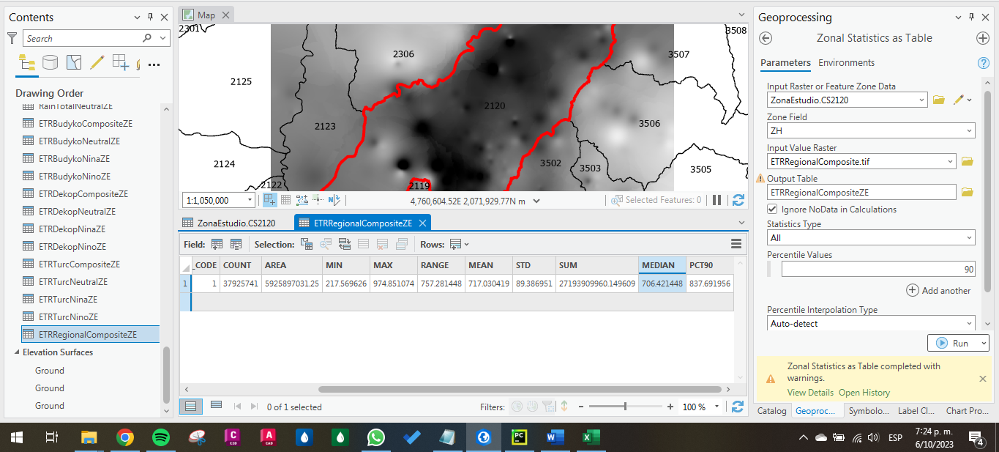 Contents
Search
Drawing Order
RainTotalNeutralZE
ETRBudykoCompositeZE
ETRBudykoNeutralZE
ETRBudykoNinaZE
ETRBudykoNinoZE
ETRDekopCompositeZE
ETRDekopNeutralZE
ETRDekopNinaZE
ETRDekopNinoZE
ETRTurcCompositeZE
ETRTurcNeutralZE
ETRTurcNinaZE
ETRTurcNinoZE
ETRRegionalCompositeZE
Elevation Surfaces
Ground
Ground
Ground
Map
2301
3508
2306
3507
2125
2120
2123
3506
2124
3502
3503
3505
2122
2119
1:1,050,000
4,760,604.52E 2,071,929.77N m
Selected Features: 0
ZonaEstudio.CS2120
ETRRegionalCompositeZE
Field:
Selection:
Rows:
_CODE COUNT AREA MIN MAX RANGE MEAN STD SUM MEDIAN PCT90
1 1 37925741 5925897031.25 217.569626 974.851074 757.281448 717.030419 89.386951 27193909960.149609 706.421448 837.691956
0 of 1 selected
Filters:
100 %
Geoprocessing
Zonal Statistics as Table
Parameters Environments
Input Raster or Feature Zone Data
ZonaEstudio.CS2120
Zone Field
ZH
Input Value Raster
ETRRegionalComposite.tif
Output Table
ETRRegionalCompositeZE
Ignore NoData in Calculations
Statistics Type
All
Percentile Values
90
Add another
Percentile Interpolation Type
Auto-detect
Run
Zonal Statistics as Table completed with
warnings.
View Details Open History
Catalog Geoproc... Symbolo... Label Cl... Chart Pro...
ESP
7:24 p. m.
6/10/2023
4